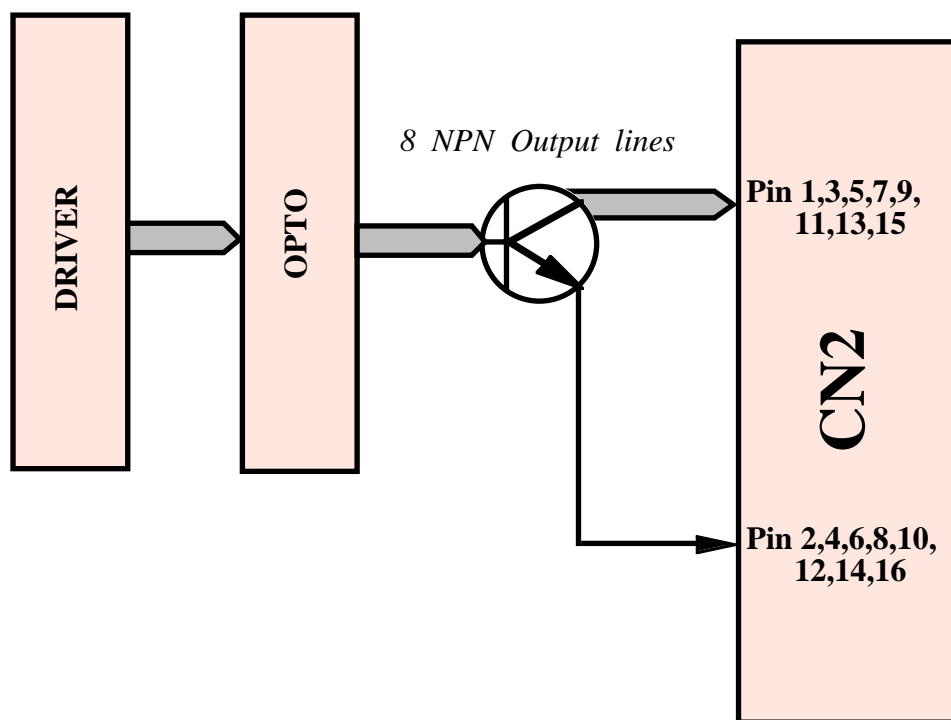 8 NPN Output lines
DRIVER
OPTO
Pin 1,3,5,7,9,
11,13,15
CN2
Pin 2,4,6,8,10,
12,14,16